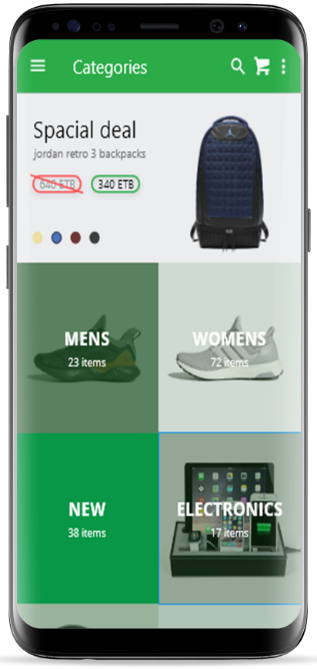 Categories
Spacial deal
jordan retro 3 backpacks
640 ETB 340 ETB
MENS
23 items
WOMENS
72 items
NEW
38 items
ELECTRONICS
17 items